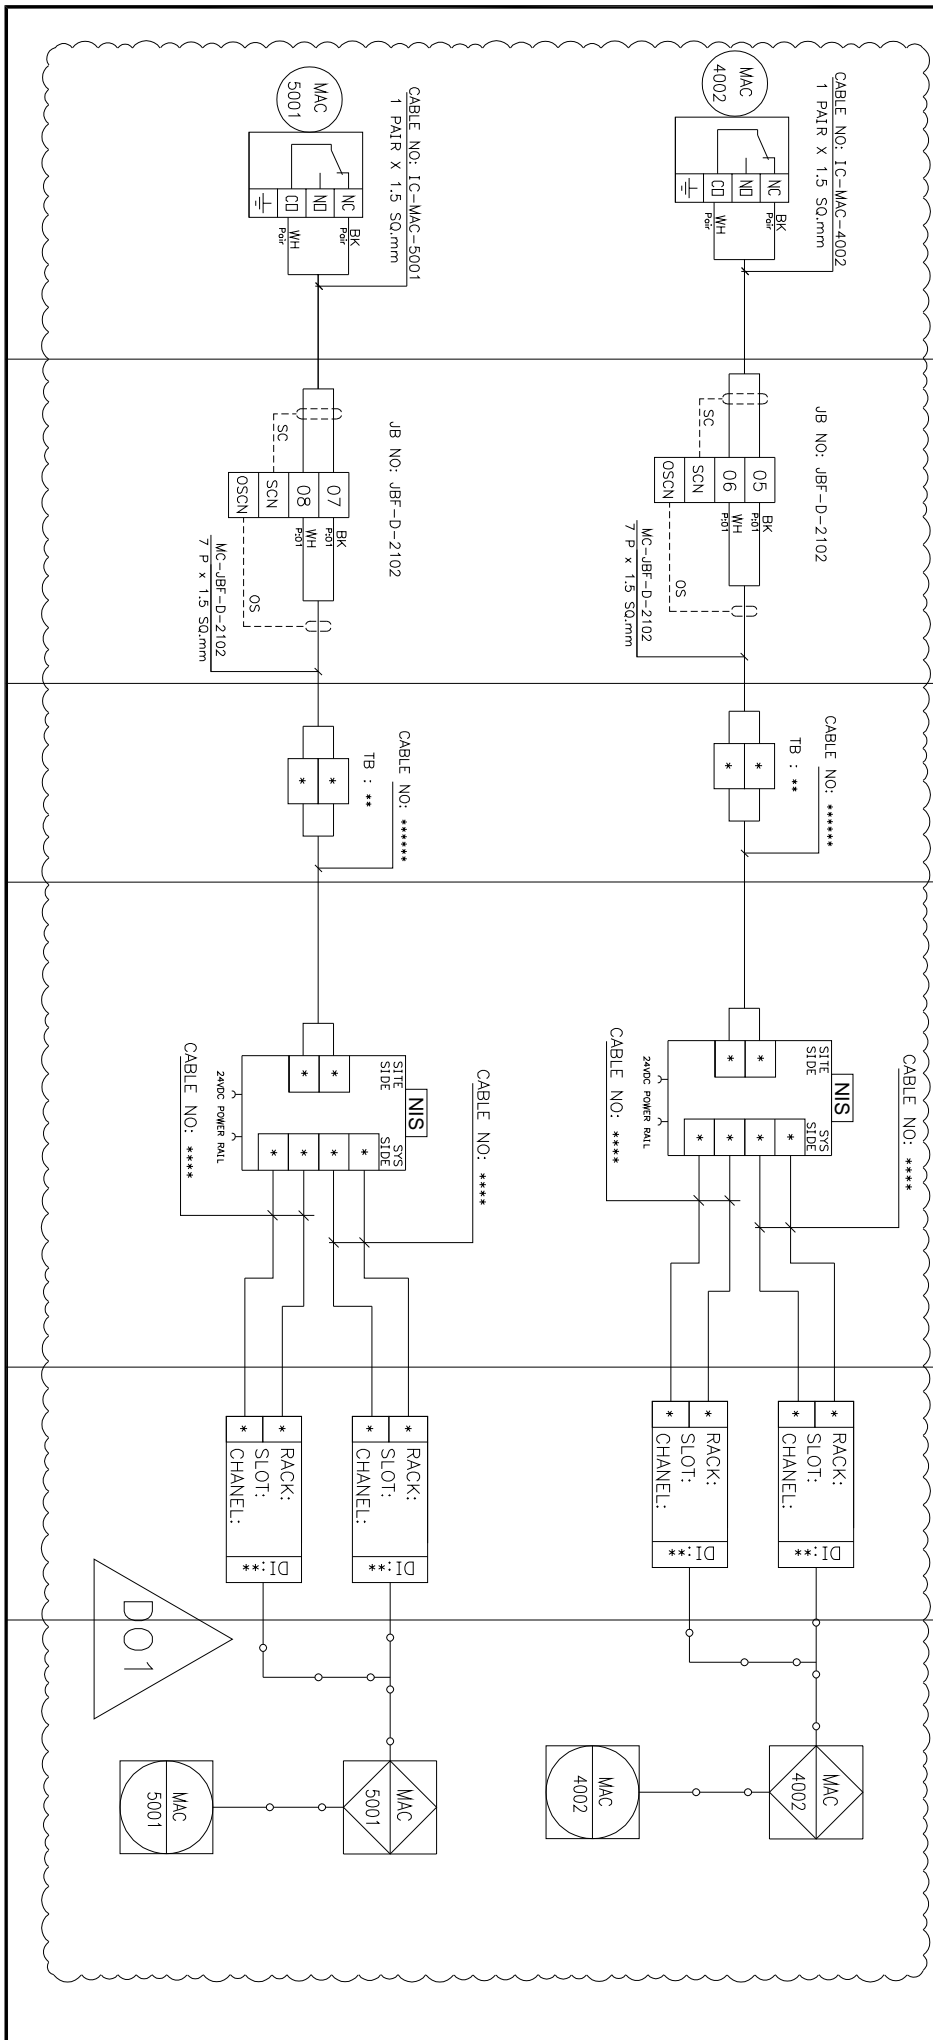 MAC
4002
CABLE NO: IC-MAC-4002
1 PAIR X 1.5 SQ.mm
NC
NO
CO
BK
Pair
WH
Pair
JB NO: JBF-D-2102
SC
05
06
SCN
OSCN
BK
P:01
WH
P:01
OS
MC-JBF-D-2102
7 P x 1.5 SQ.mm
CABLE NO: ******
TB : **
*
*
CABLE NO: ****
NIS
SITE
SIDE
SYS
SIDE
*
*
*
*
*
*
24VDC POWER RAIL
CABLE NO: ****
*
*
RACK:
SLOT:
CHANEL:
DI:**
*
*
RACK:
SLOT:
CHANEL:
DI:**
MAC
4002
MAC
4002
MAC
5001
CABLE NO: IC-MAC-5001
1 PAIR X 1.5 SQ.mm
NC
NO
CO
BK
Pair
WH
Pair
JB NO: JBF-D-2102
SC
07
08
SCN
OSCN
BK
P:01
WH
P:01
OS
MC-JBF-D-2102
7 P x 1.5 SQ.mm
CABLE NO: ******
TB : **
*
*
CABLE NO: ****
NIS
SITE
SIDE
SYS
SIDE
*
*
*
*
*
*
24VDC POWER RAIL
CABLE NO: ****
*
*
RACK:
SLOT:
CHANEL:
DI:**
*
*
RACK:
SLOT:
CHANEL:
DI:**
MAC
5001
MAC
5001
D01